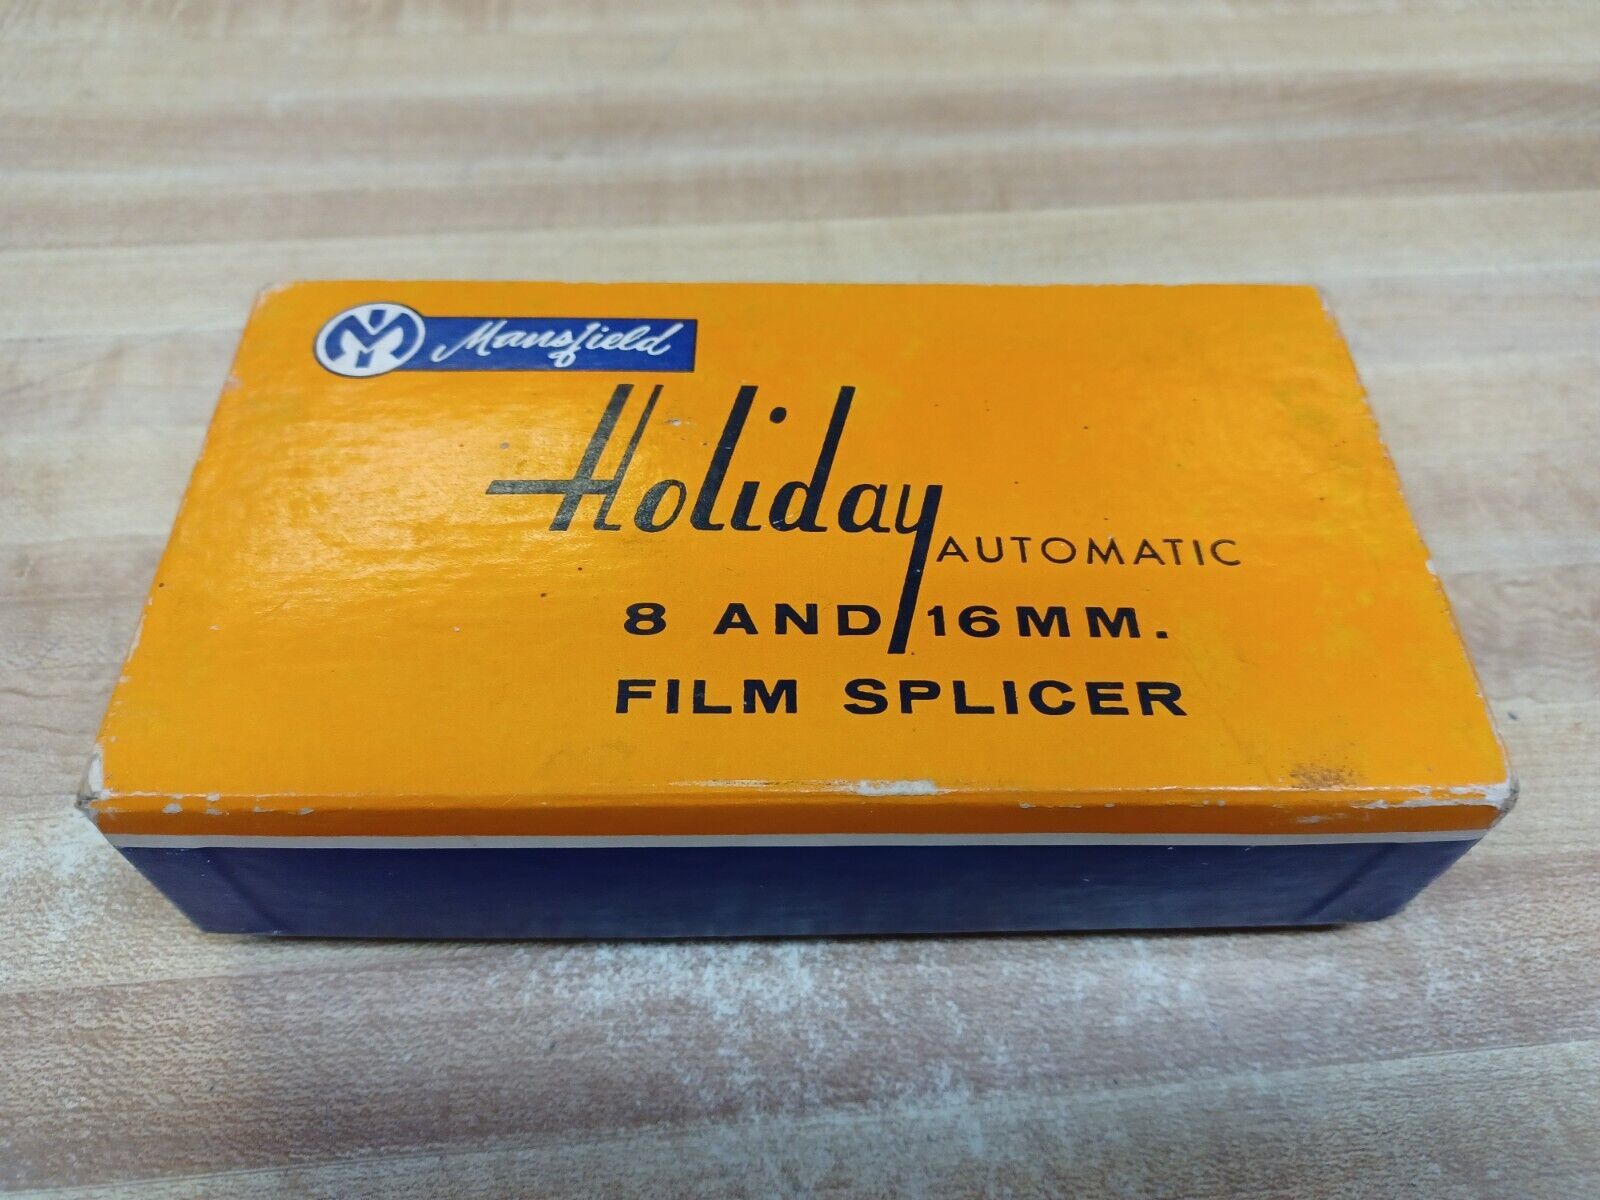 Mansfield
Holiday
AUTOMATIC
8 AND 16MM.
FILM SPLICER